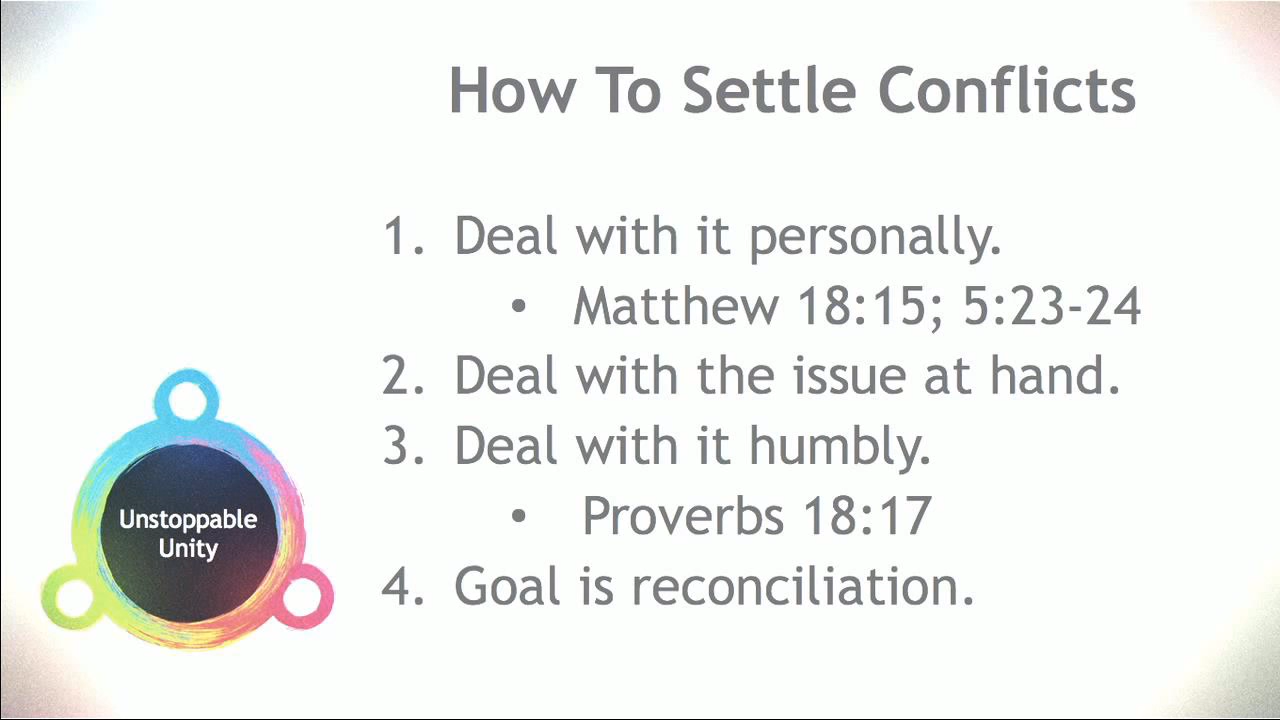 How To Settle Conflicts
1. Deal with it personally.
• Matthew 18:15; 5:23-24
2. Deal with the issue at hand.
3. Deal with it humbly.
• Proverbs 18:17
4. Goal is reconciliation.
Unstoppable
Unity